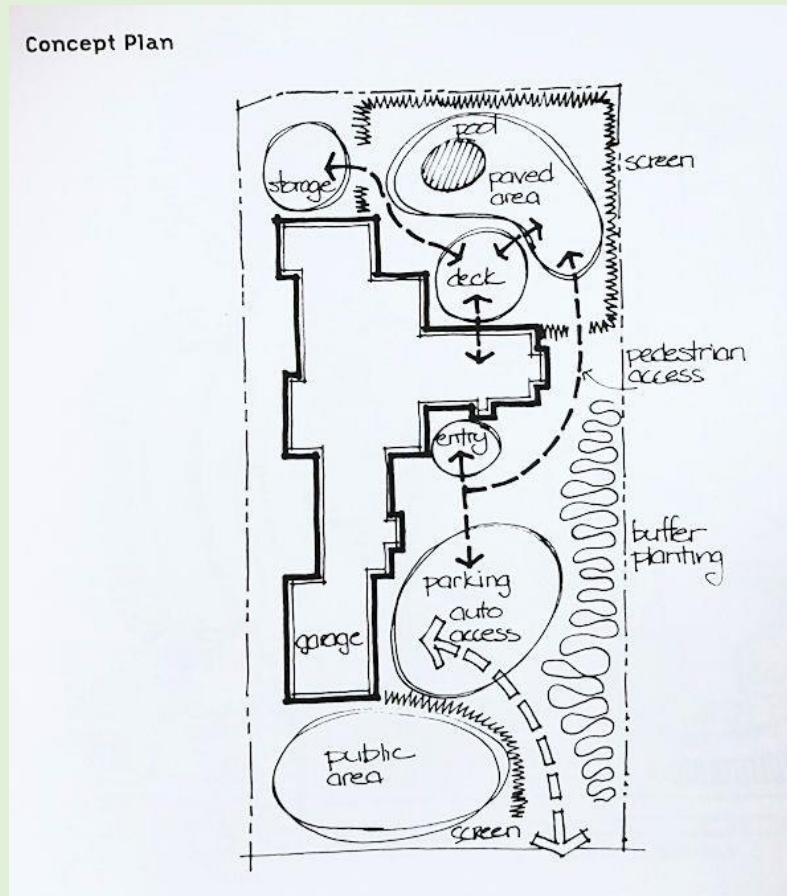 Concept Plan
pool
paved
area
screen
storage
deck
pedestrian
access
entry
buffer
planting
parking
auto
access
garage
public
area
screen